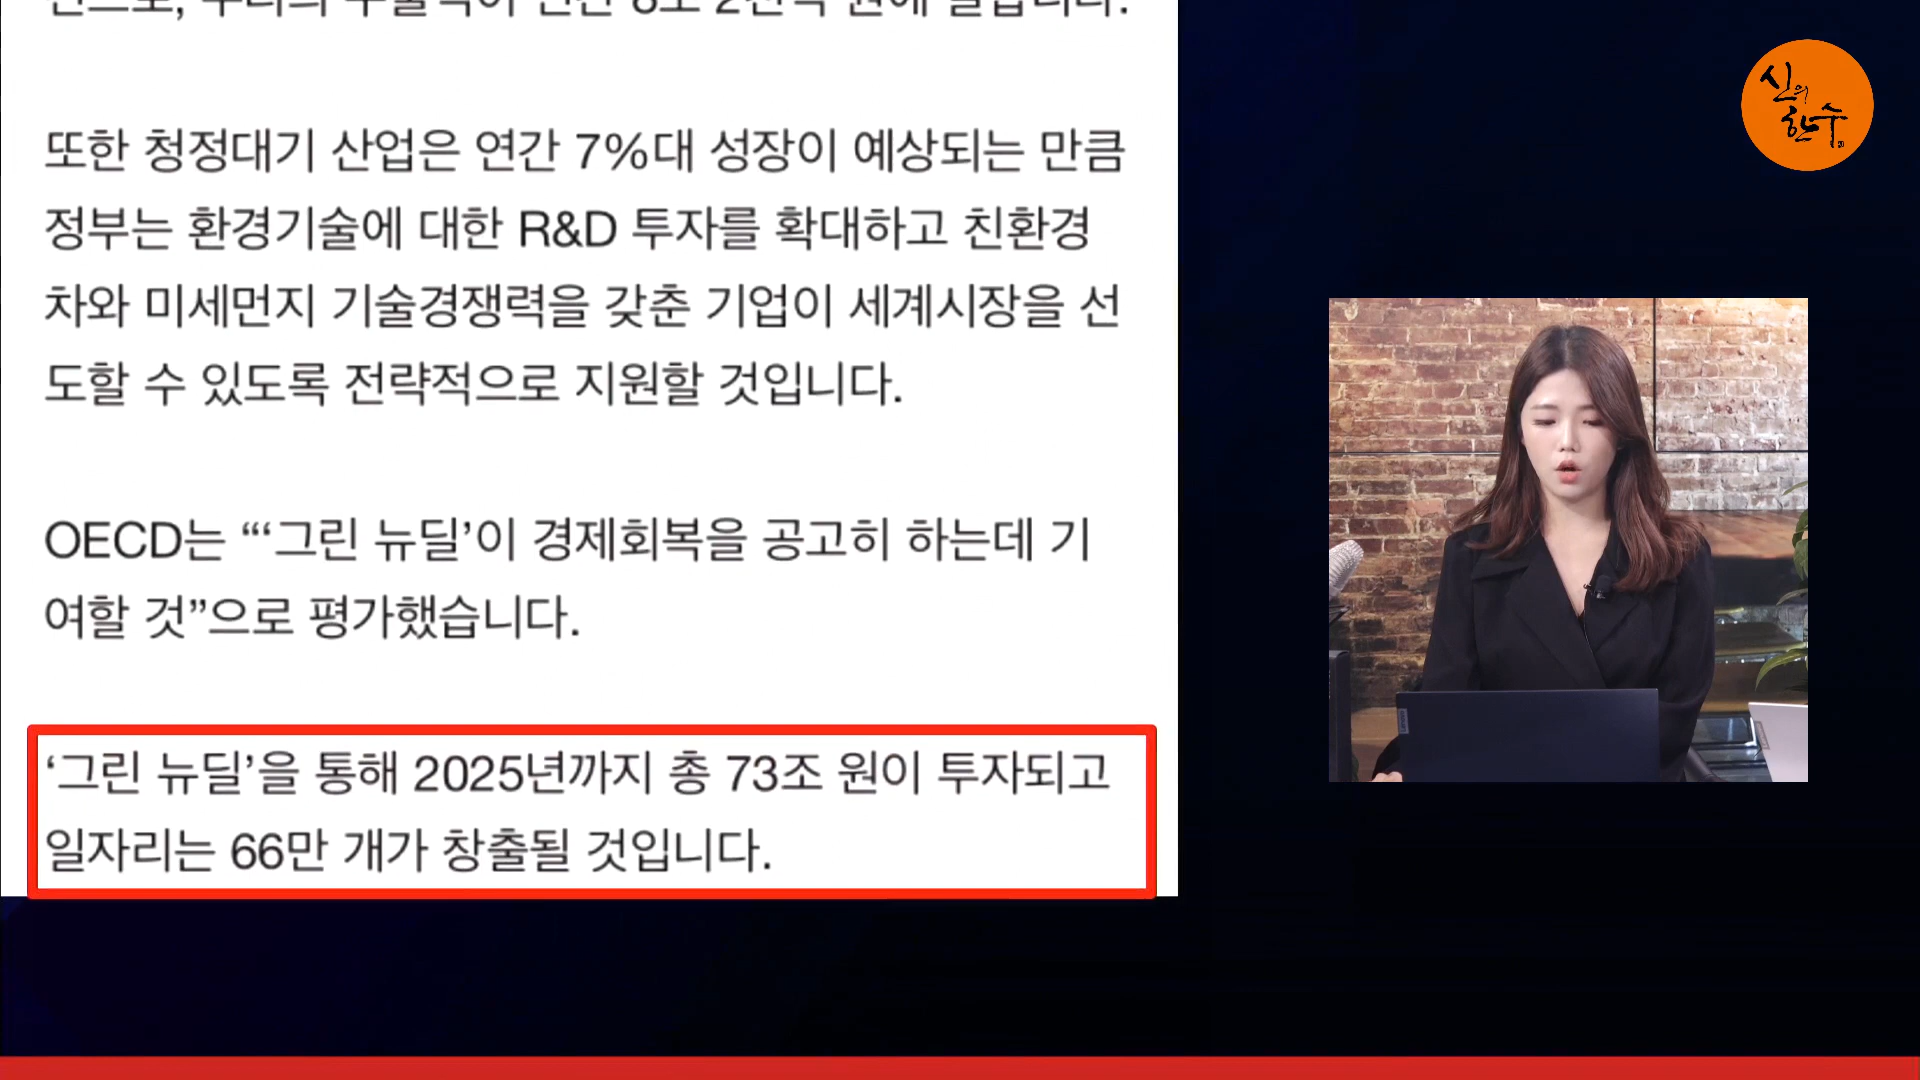 또한 청정대기 산업은 연간 7%대 성장이 예상되는 만큼
정부는 환경기술에 대한 R&D 투자를 확대하고 친환경
차와 미세먼지 기술경쟁력을 갖춘 기업이 세계시장을 선
도할 수 있도록 전략적으로 지원할 것입니다.
OECD는 “‘그린 뉴딜’이 경제회복을 공고히 하는데 기
여할 것”으로 평가했습니다.
‘그린 뉴딜’을 통해 2025년까지 총 73조 원이 투자되고
일자리는 66만 개가 창출될 것입니다.
신의
한수